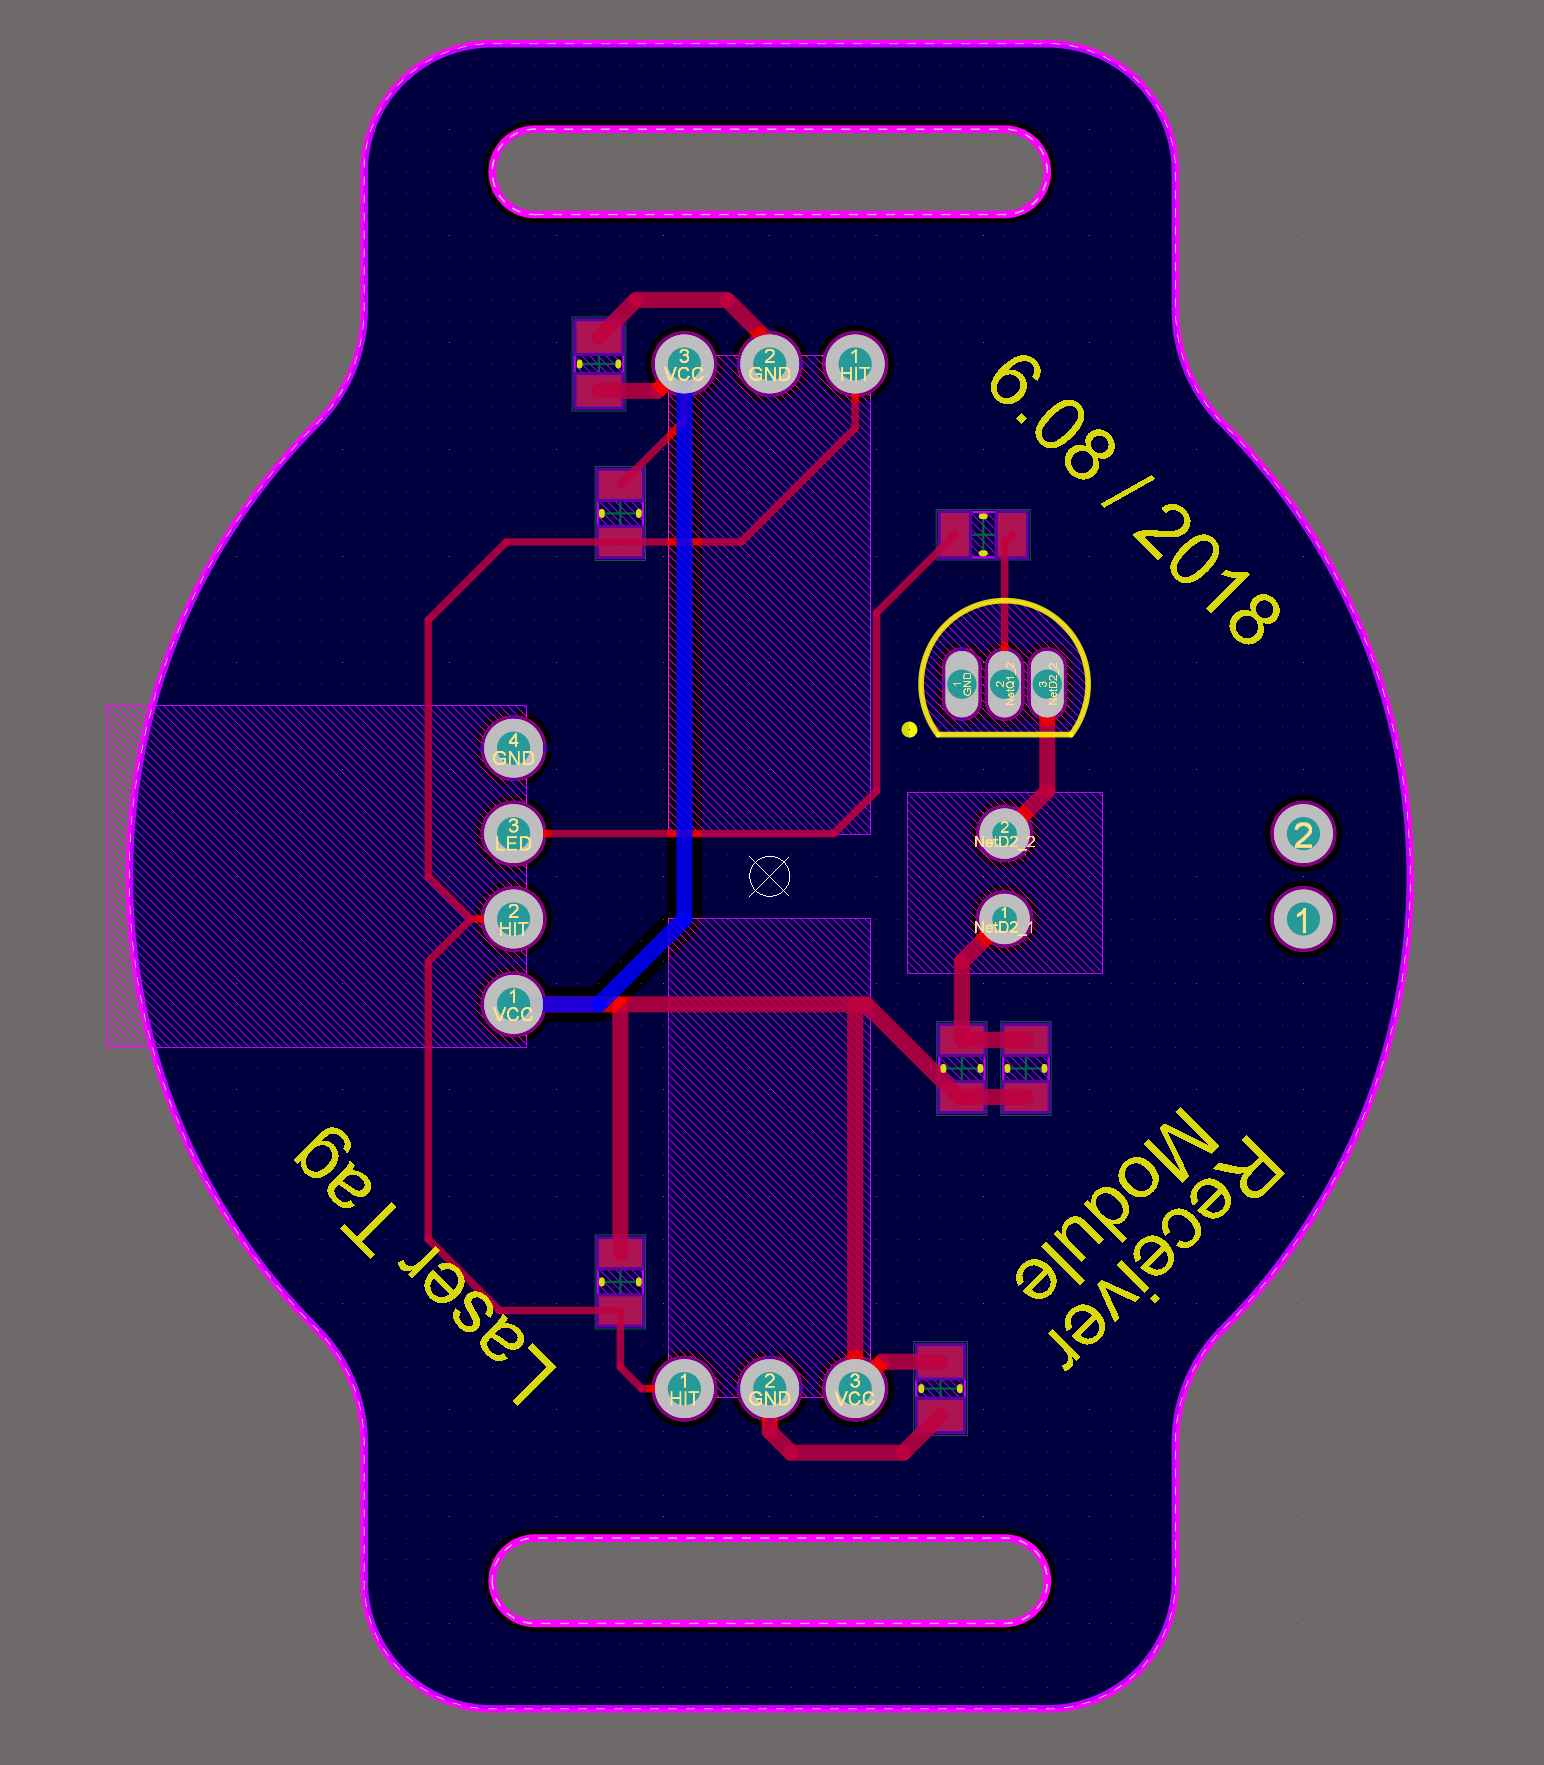 3
VCC
2
GND
1
HIT
6.08 / 2018
1
GND
2
NetQ1_2
3
NetD2_2
4
GND
3
LED
2
HIT
1
VCC
2
NetD2_2
1
NetD2_1
2
1
Laser Tag
Receiver
Module
1
HIT
2
GND
3
VCC